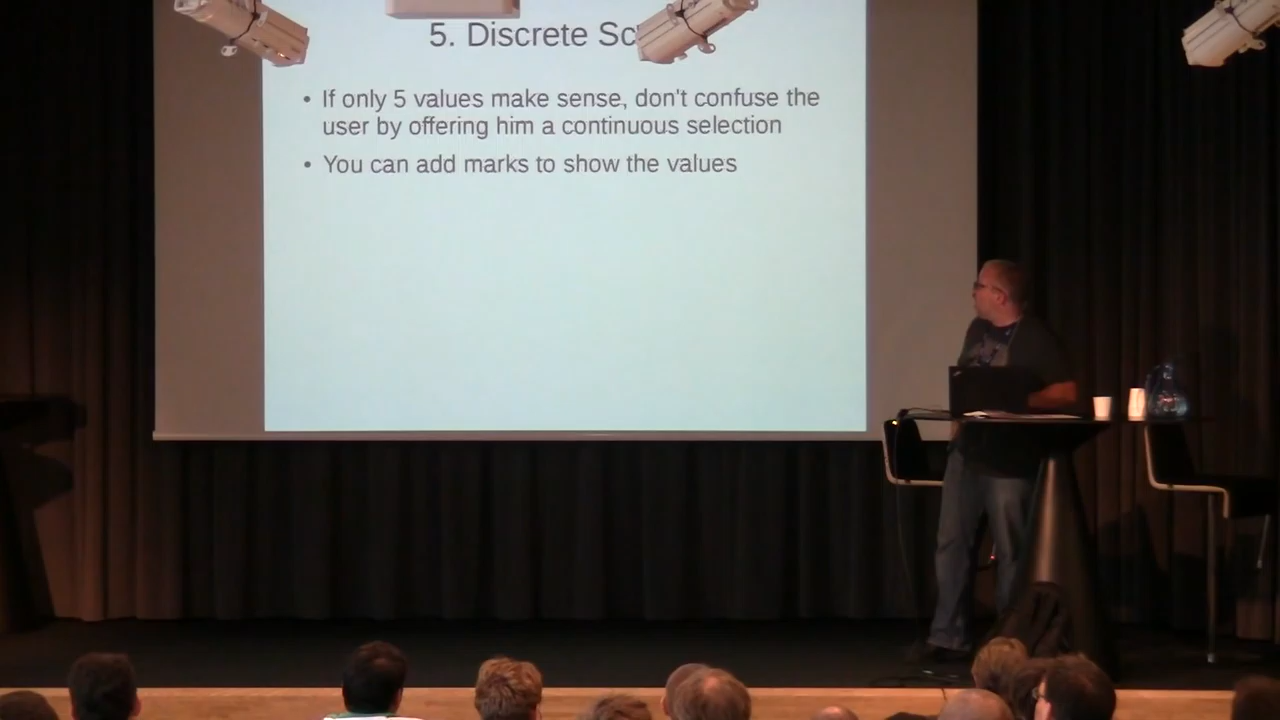 5. Discrete
• If only 5 values make sense, don't confuse the
user by offering him a continuous selection
• You can add marks to show the values